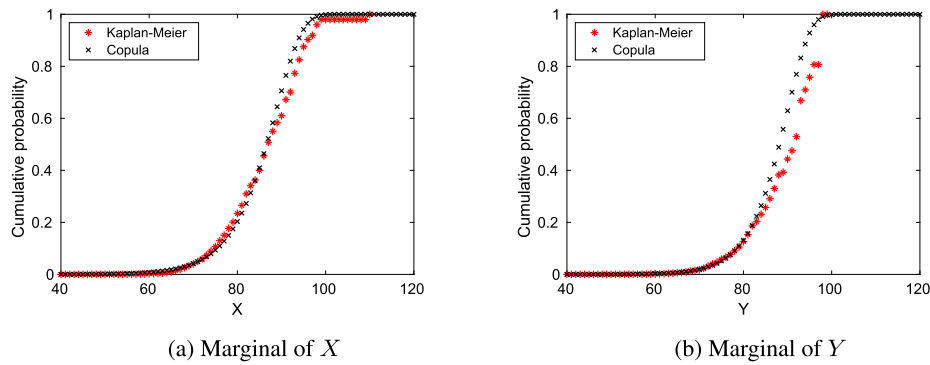 1
0.8
0.6
0.4
0.2
0
Cumulative probability
Kaplan-Meier
Copula
40 60 80 100 120
X
(a) Marginal of X
1
0.8
0.6
0.4
0.2
0
Cumulative probability
Kaplan-Meier
Copula
40 60 80 100 120
Y
(b) Marginal of Y